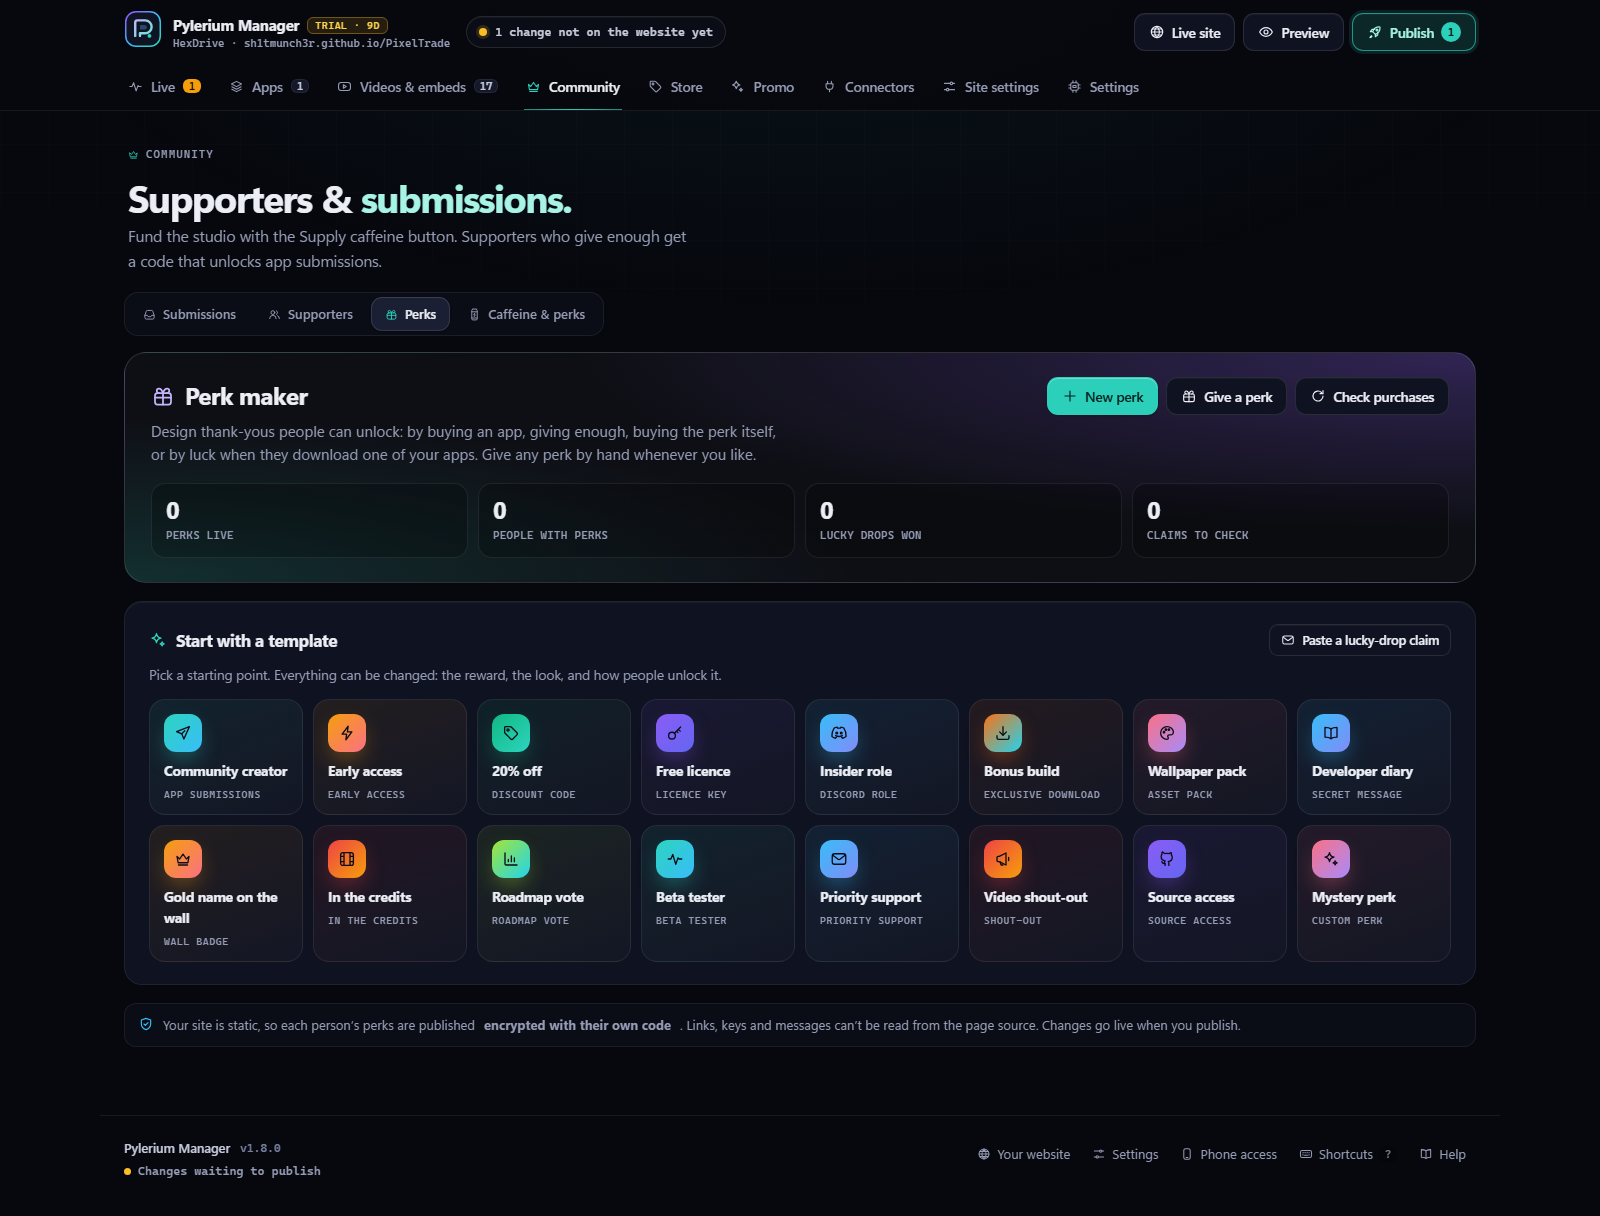 Pylerium Manager TRIAL · 9D
HexDrive · sh1tmunch3r.github.io/PixelTrade
1 change not on the website yet
Live site
Preview
Publish 1
Live 1
Apps 1
Videos & embeds 17
Community
Store
Promo
Connectors
Site settings
Settings
COMMUNITY
Supporters & submissions.
Fund the studio with the Supply caffeine button. Supporters who give enough get
a code that unlocks app submissions.
Submissions
Supporters
Perks
Caffeine & perks
Perk maker
New perk
Give a perk
Check purchases
Design thank-yous people can unlock: by buying an app, giving enough, buying the perk itself,
or by luck when they download one of your apps. Give any perk by hand whenever you like.
0
PERKS LIVE
0
PEOPLE WITH PERKS
0
LUCKY DROPS WON
0
CLAIMS TO CHECK
Start with a template
Paste a lucky-drop claim
Pick a starting point. Everything can be changed: the reward, the look, and how people unlock it.
Community creator
APP SUBMISSIONS
Early access
EARLY ACCESS
20% off
DISCOUNT CODE
Free licence
LICENCE KEY
Insider role
DISCORD ROLE
Bonus build
EXCLUSIVE DOWNLOAD
Wallpaper pack
ASSET PACK
Developer diary
SECRET MESSAGE
Gold name on the
wall
WALL BADGE
In the credits
IN THE CREDITS
Roadmap vote
ROADMAP VOTE
Beta tester
BETA TESTER
Priority support
PRIORITY SUPPORT
Video shout-out
SHOUT-OUT
Source access
SOURCE ACCESS
Mystery perk
CUSTOM PERK
Your site is static, so each person's perks are published encrypted with their own code . Links, keys and messages can't be read from the page source. Changes go live when you publish.
Pylerium Manager v1.8.0
Changes waiting to publish
Your website
Settings
Phone access
Shortcuts ?
Help